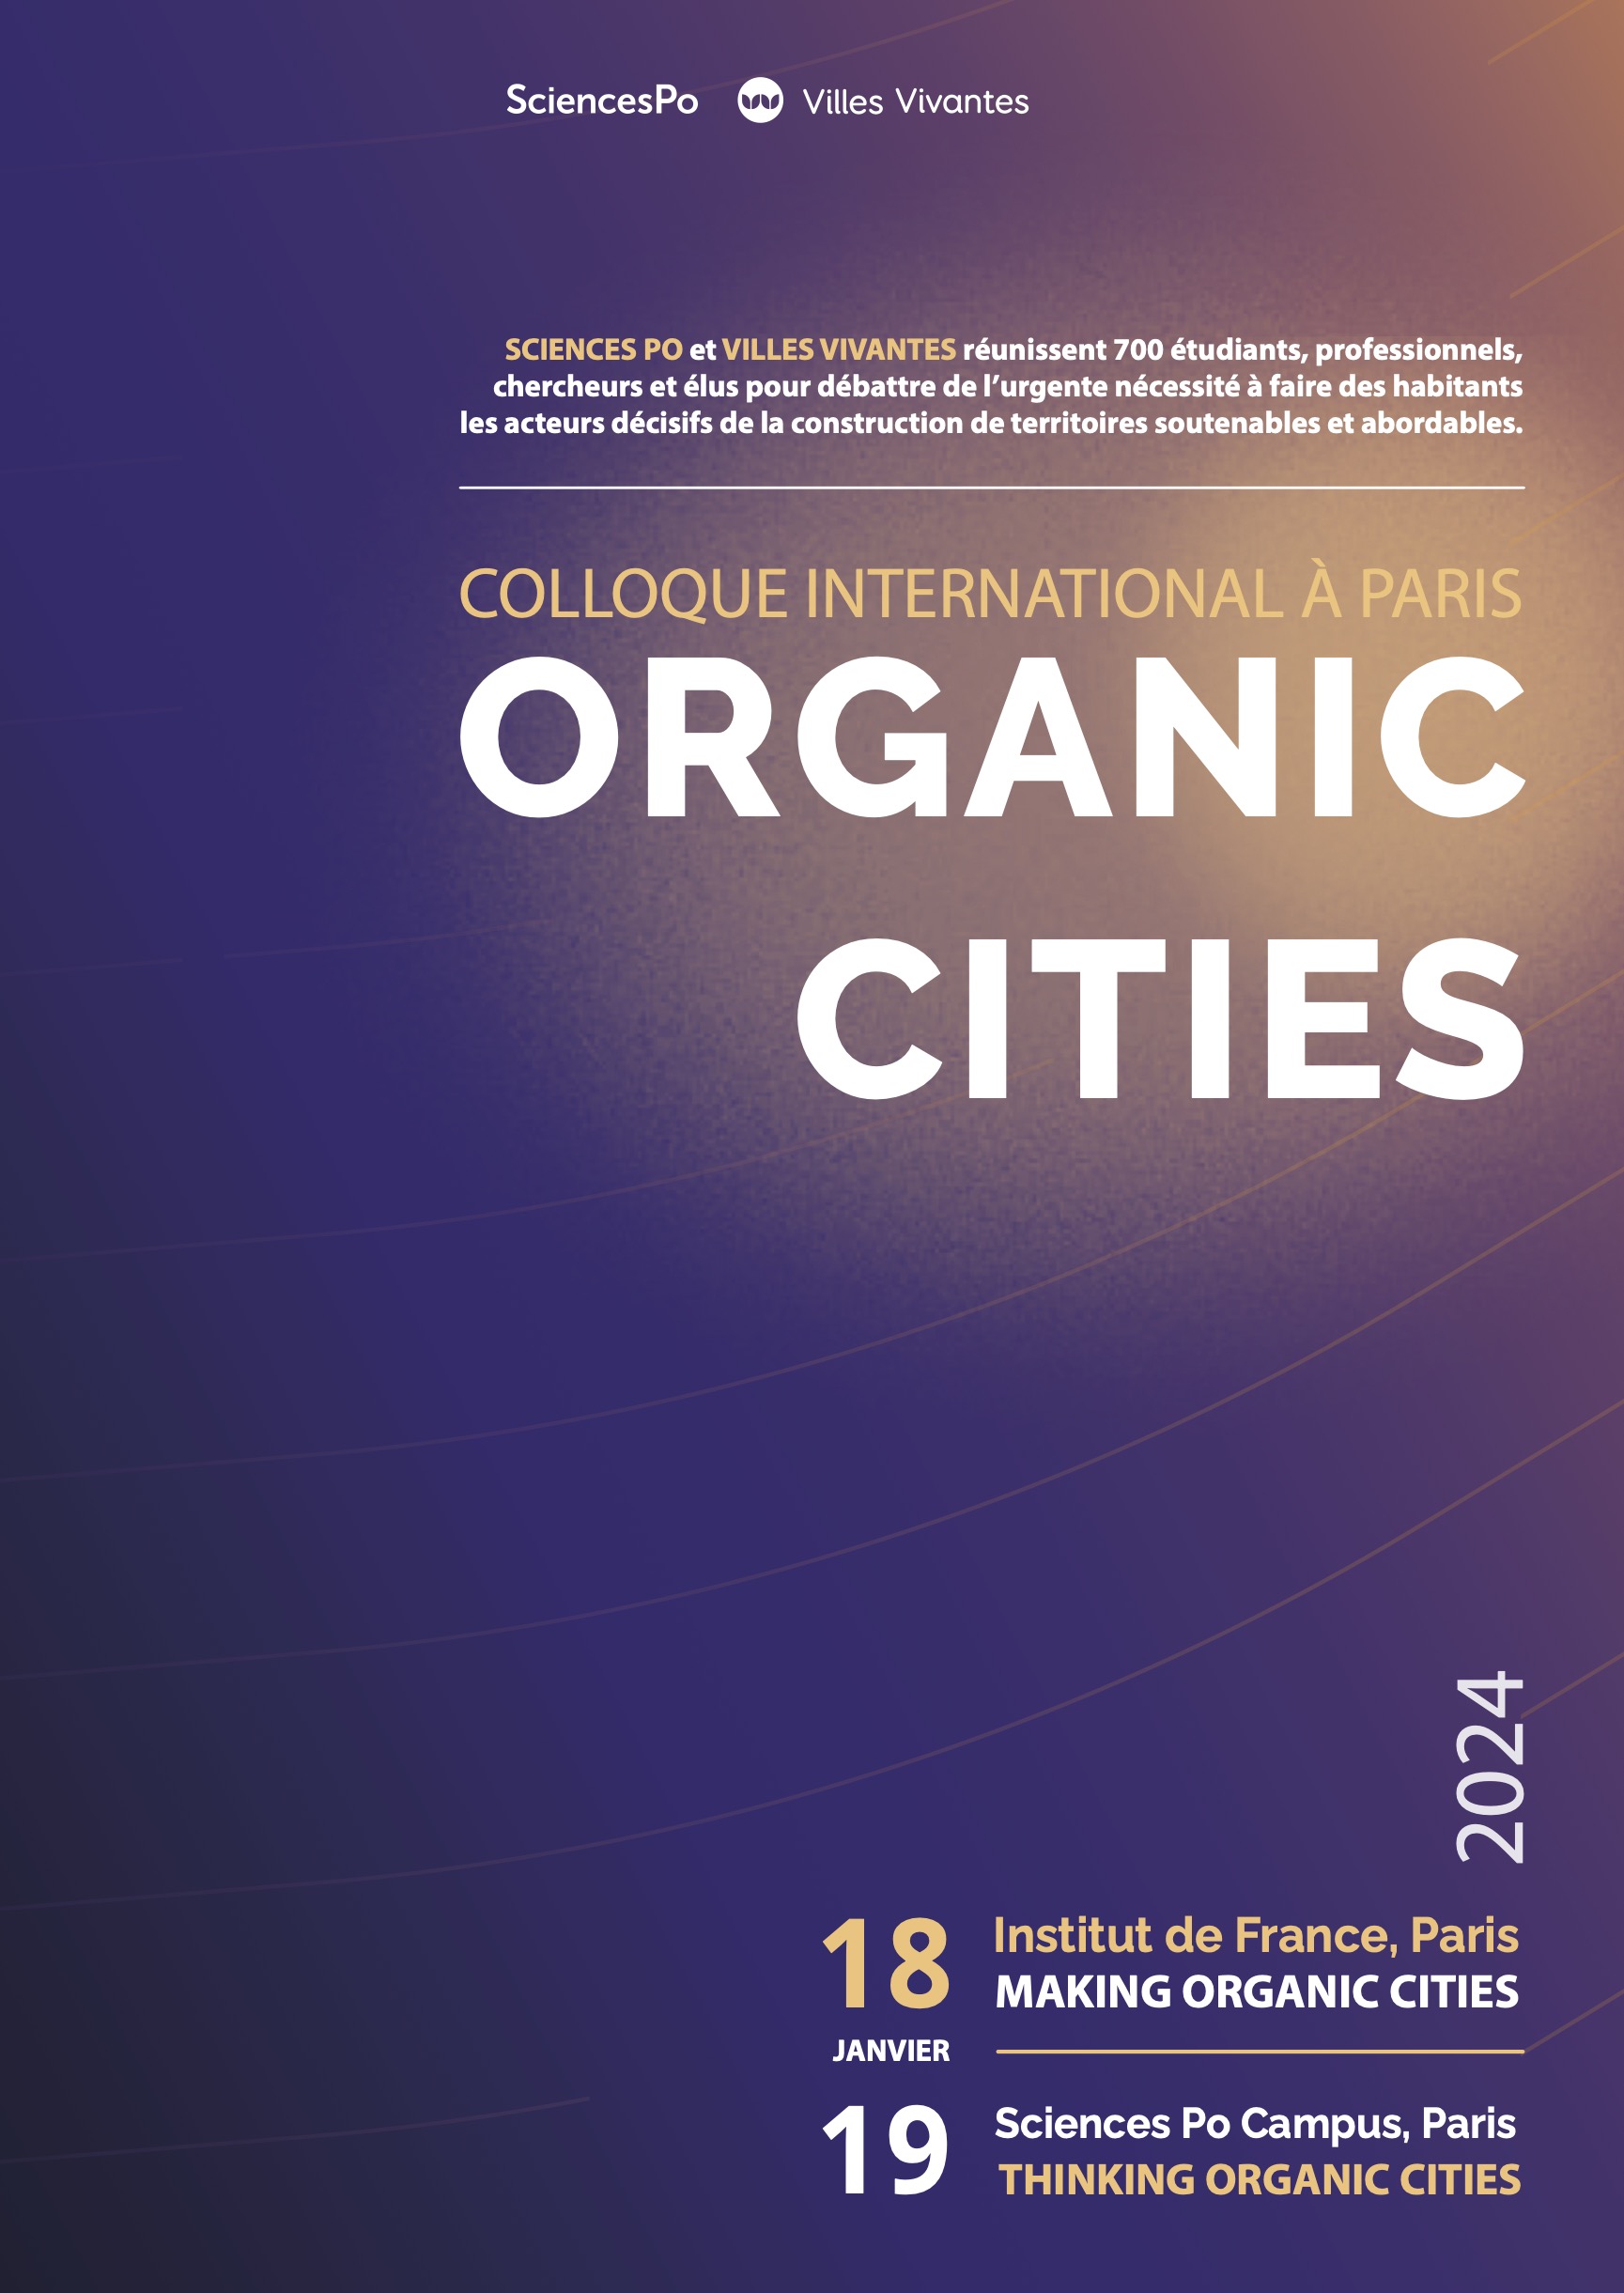 SciencesPo Villes Vivantes
SCIENCES PO et VILLES VIVANTES réunissent 700 étudiants, professionnels,
chercheurs et élus pour débattre de l’urgente nécessité à faire des habitants
les acteurs décisifs de la construction de territoires soutenables et abordables.
COLLOQUE INTERNATIONAL À PARIS
ORGANIC
CITIES
2024
18 Institut de France, Paris
MAKING ORGANIC CITIES
JANVIER
19 Sciences Po Campus, Paris
THINKING ORGANIC CITIES